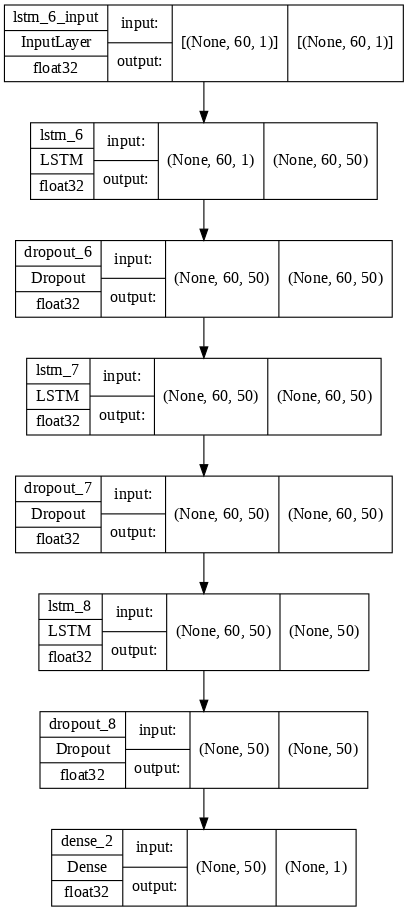 lstm_6_input
InputLayer
float32
input:
output:
[(None, 60, 1)]
[(None, 60, 1)]
lstm_6
LSTM
float32
input:
output:
(None, 60, 1)
(None, 60, 50)
dropout_6
Dropout
float32
input:
output:
(None, 60, 50)
(None, 60, 50)
lstm_7
LSTM
float32
input:
output:
(None, 60, 50)
(None, 60, 50)
dropout_7
Dropout
float32
input:
output:
(None, 60, 50)
(None, 60, 50)
lstm_8
LSTM
float32
input:
output:
(None, 60, 50)
(None, 50)
dropout_8
Dropout
float32
input:
output:
(None, 50)
(None, 50)
dense_2
Dense
float32
input:
output:
(None, 50)
(None, 1)